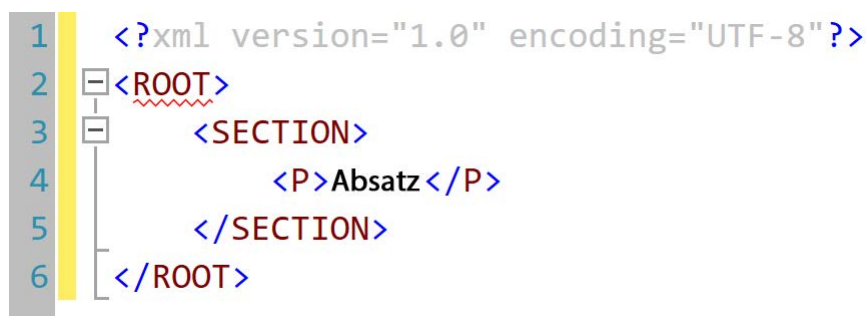 1 <?xml version="1.0" encoding="UTF-8"?>
2 <ROOT>
3 <SECTION>
4 <P>Absatz</P>
5 </SECTION>
6 </ROOT>